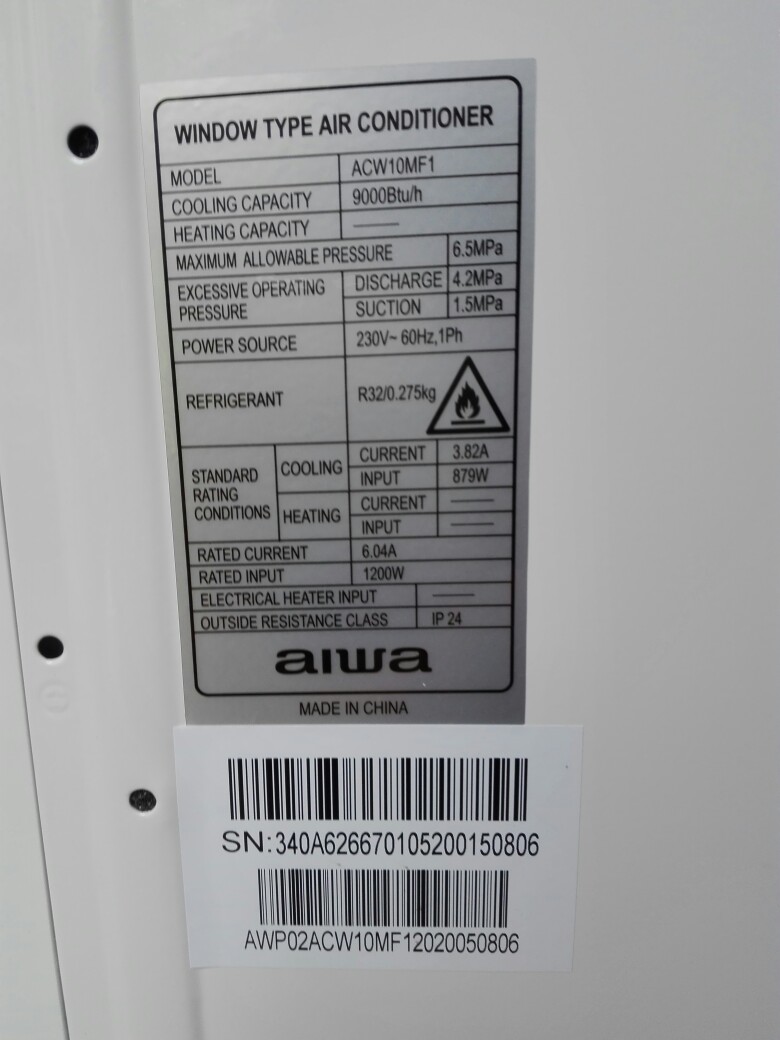 WINDOW TYPE AIR CONDITIONER
MODEL ACW10MF1
COOLING CAPACITY 9000Btu/h
HEATING CAPACITY ——
MAXIMUM ALLOWABLE PRESSURE 6.5MPa
EXCESSIVE OPERATING PRESSURE DISCHARGE 4.2MPa
SUCTION 1.5MPa
POWER SOURCE 230V~ 60Hz,1Ph
REFRIGERANT R32/0.275kg
STANDARD RATING CONDITIONS COOLING CURRENT 3.82A
INPUT 879W
HEATING CURRENT ——
INPUT ——
RATED CURRENT 6.04A
RATED INPUT 1200W
ELECTRICAL HEATER INPUT ——
OUTSIDE RESISTANCE CLASS IP 24
aiwa
MADE IN CHINA
SN:340A626670105200150806
AWP02ACW10MF12020050806